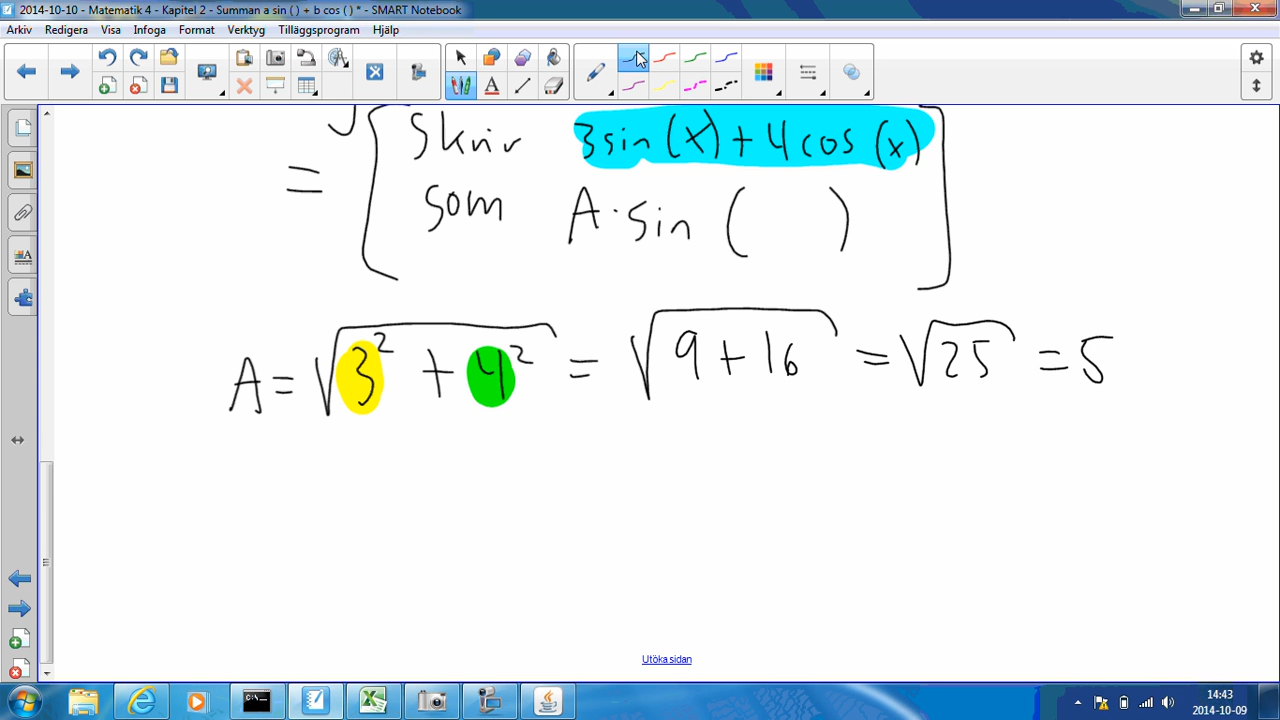 2014-10-10 - Matematik 4 - Kapitel 2 - Summan a sin ( ) + b cos ( ) * - SMART Notebook
Arkiv Redigera Visa Infoga Format Verktyg Tilläggsprogram Hjälp
Skriv 3sin(x)+4cos(x)
=
som A·sin ( )
A = √3² + 4² = √9+16 = √25 = 5
Utöka sidan
14:43
2014-10-09